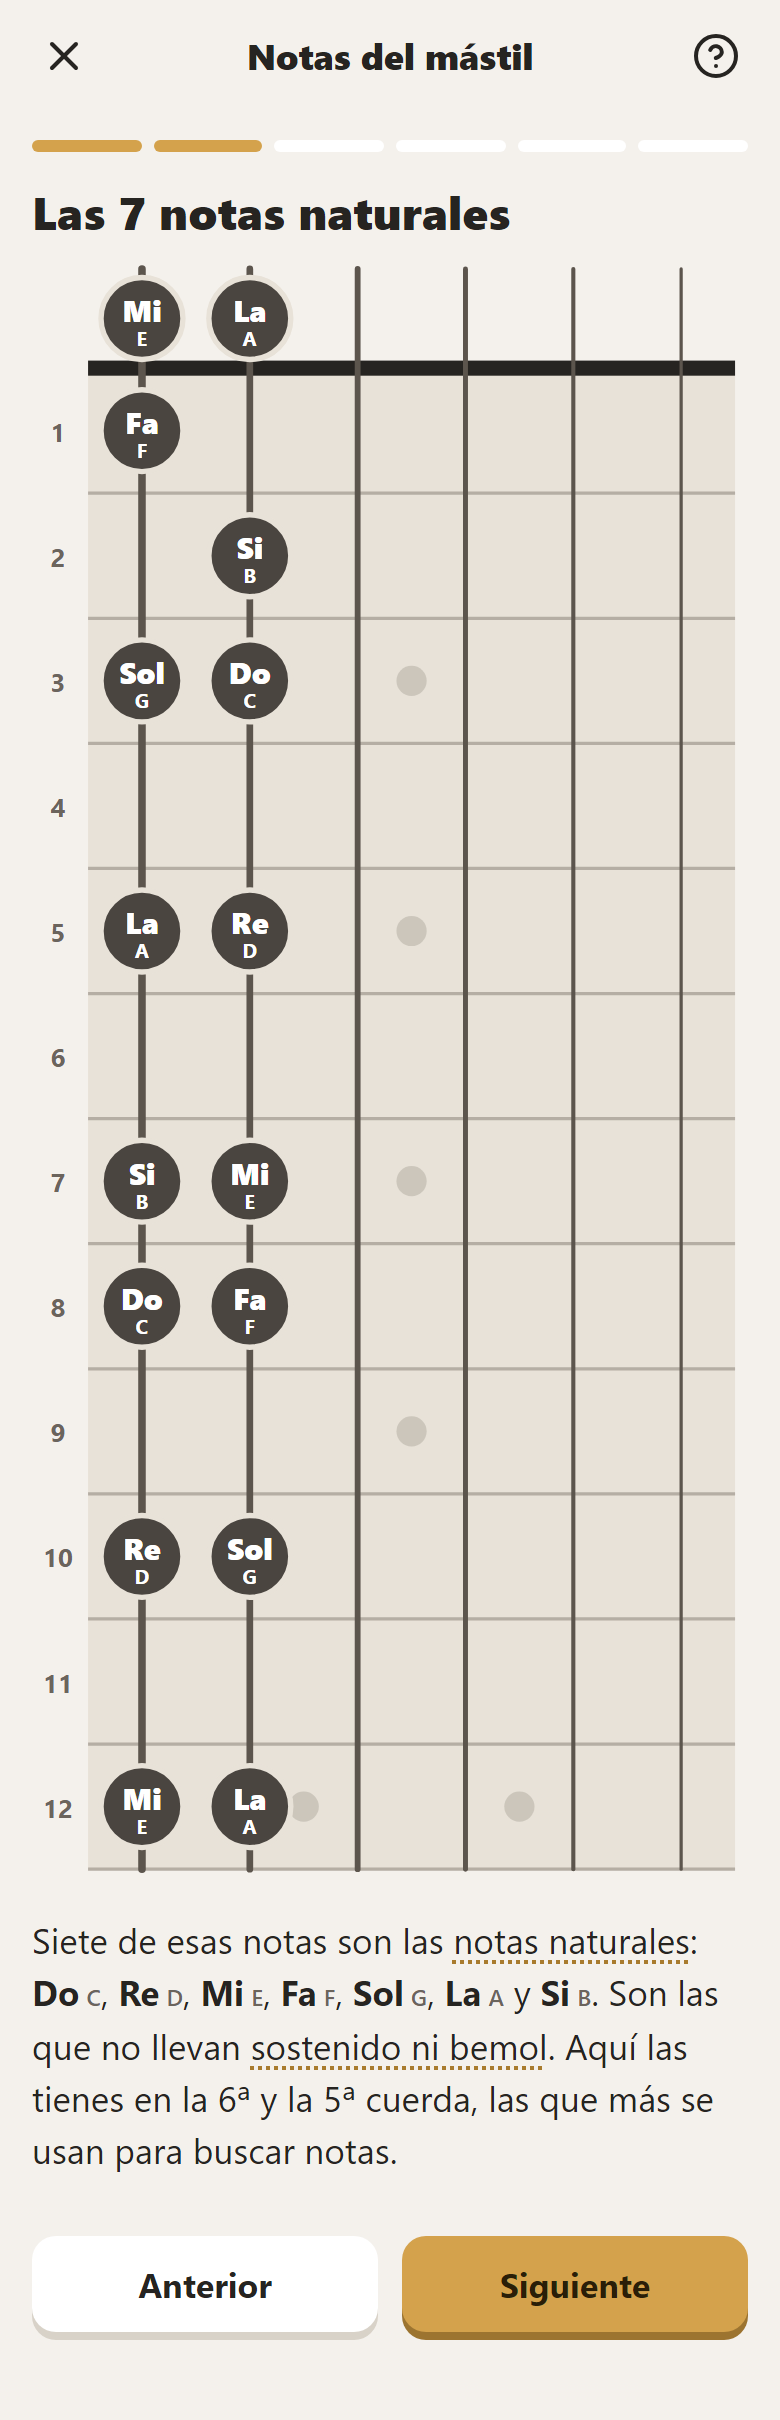 Notas del mástil
Las 7 notas naturales
Mi La
E A
1 Fa
F
2 Si
B
3 Sol Do
G C
4
5 La Re
A D
6
7 Si Mi
B E
8 Do Fa
C F
9
10 Re Sol
D G
11
12 Mi La
E A
Siete de esas notas son las notas naturales:
Do C, Re D, Mi E, Fa F, Sol G, La A y Si B. Son las
que no llevan sostenido ni bemol. Aquí las
tienes en la 6ª y la 5ª cuerda, las que más se
usan para buscar notas.
Anterior Siguiente